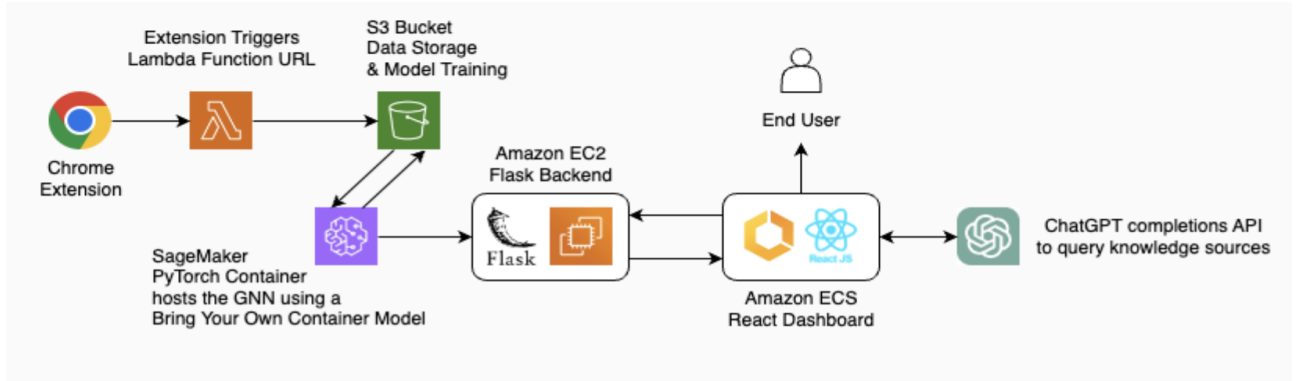 Extension Triggers
Lambda Function URL
S3 Bucket
Data Storage
& Model Training
Chrome
Extension
End User
Amazon EC2
Flask Backend
Flask
React JS
ChatGPT completions API
to query knowledge sources
SageMaker
PyTorch Container
hosts the GNN using a
Bring Your Own Container Model
Amazon ECS
React Dashboard